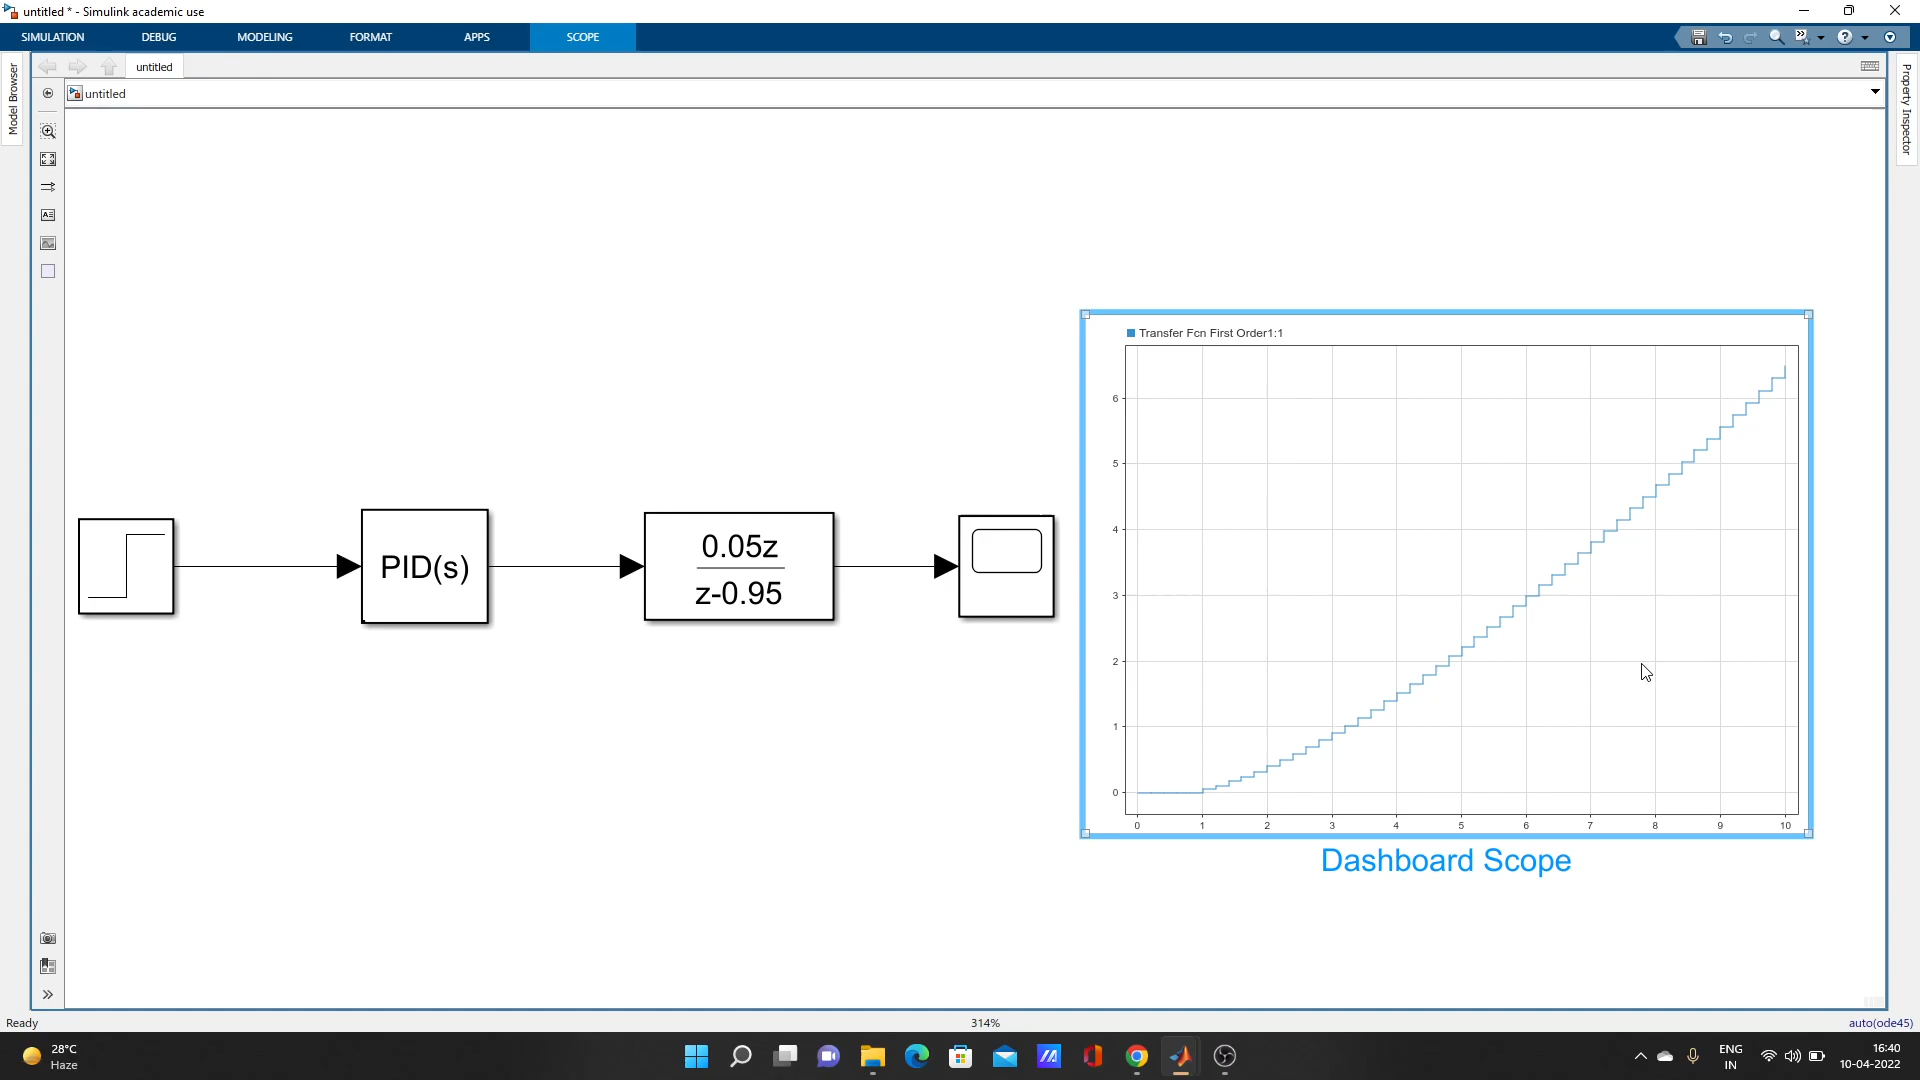 untitled * - Simulink academic use
SIMULATION DEBUG MODELING FORMAT APPS SCOPE
Model Browser
untitled
untitled
Property Inspector
Transfer Fcn First Order1:1
6
5
4
3
2
1
0
0 1 2 3 4 5 6 7 8 9 10
PID(s)
0.05z
z-0.95
Dashboard Scope
Ready 314% auto(ode45)
28°C
Haze
ENG
IN
16:40
10-04-2022